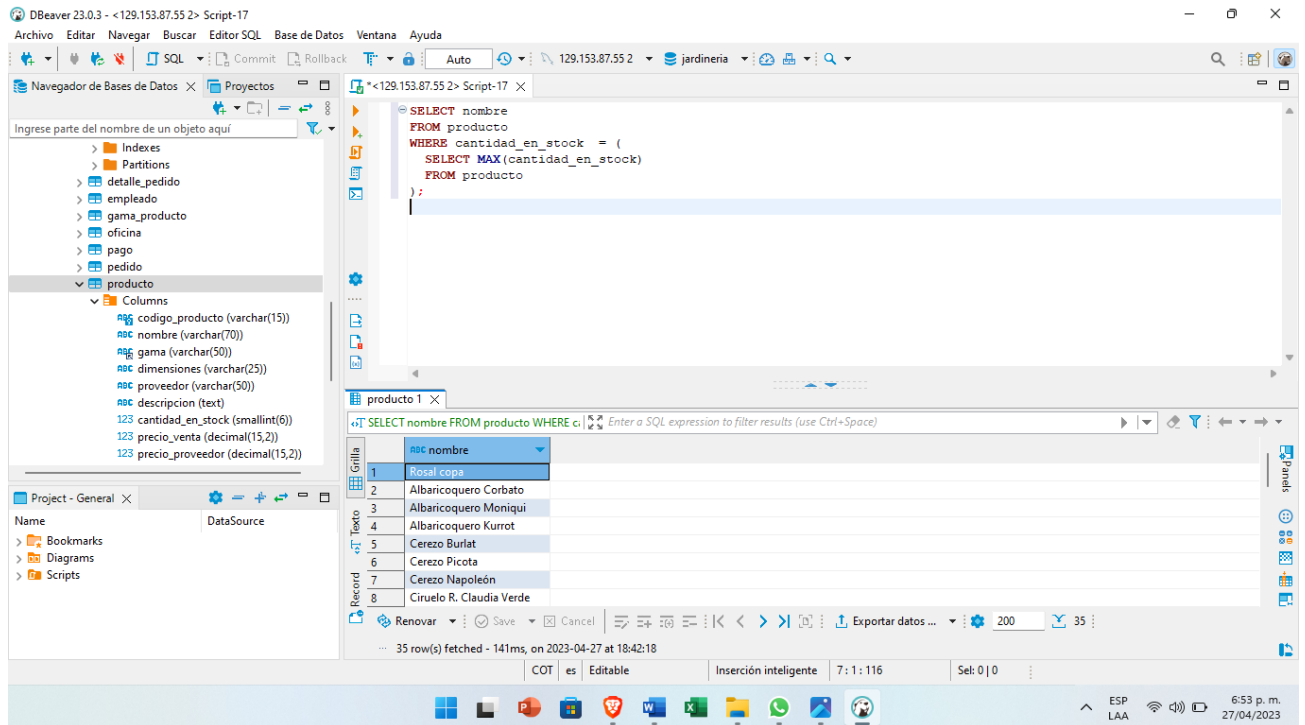 DBeaver 23.0.3 - <129.153.87.55 2> Script-17
Archivo Editar Navegar Buscar Editor SQL Base de Datos Ventana Ayuda
SQL Commit Rollback Auto 129.153.87.55 2 jardineria
Navegador de Bases de Datos Proyectos
Ingrese parte del nombre de un objeto aquí
Indexes
Partitions
detalle_pedido
empleado
gama_producto
oficina
pago
pedido
producto
Columns
ABC codigo_producto (varchar(15))
ABC nombre (varchar(70))
ABC gama (varchar(50))
ABC dimensiones (varchar(25))
ABC proveedor (varchar(50))
ABC descripcion (text)
123 cantidad_en_stock (smallint(6))
123 precio_venta (decimal(15,2))
123 precio_proveedor (decimal(15,2))
Project - General
Name DataSource
Bookmarks
Diagrams
Scripts
*<129.153.87.55 2> Script-17
SELECT nombre
FROM producto
WHERE cantidad_en_stock = (
SELECT MAX(cantidad_en_stock)
FROM producto
);
producto 1
SELECT nombre FROM producto WHERE Enter a SQL expression to filter results (use Ctrl+Space)
Grilla
Texto
Record
ABC nombre
1 Rosal copa
2 Albaricoquero Corbato
3 Albaricoquero Moniqui
4 Albaricoquero Kurrot
5 Cerezo Burlat
6 Cerezo Picota
7 Cerezo Napoleón
8 Ciruelo R. Claudia Verde
Panels
Renovar Save Cancel Exportar datos ... 200 35
35 row(s) fetched - 141ms, on 2023-04-27 at 18:42:18
COT es Editable Inserción inteligente 7 : 1 : 116 Sel: 0 | 0
ESP
LAA
6:53 p. m.
27/04/2023